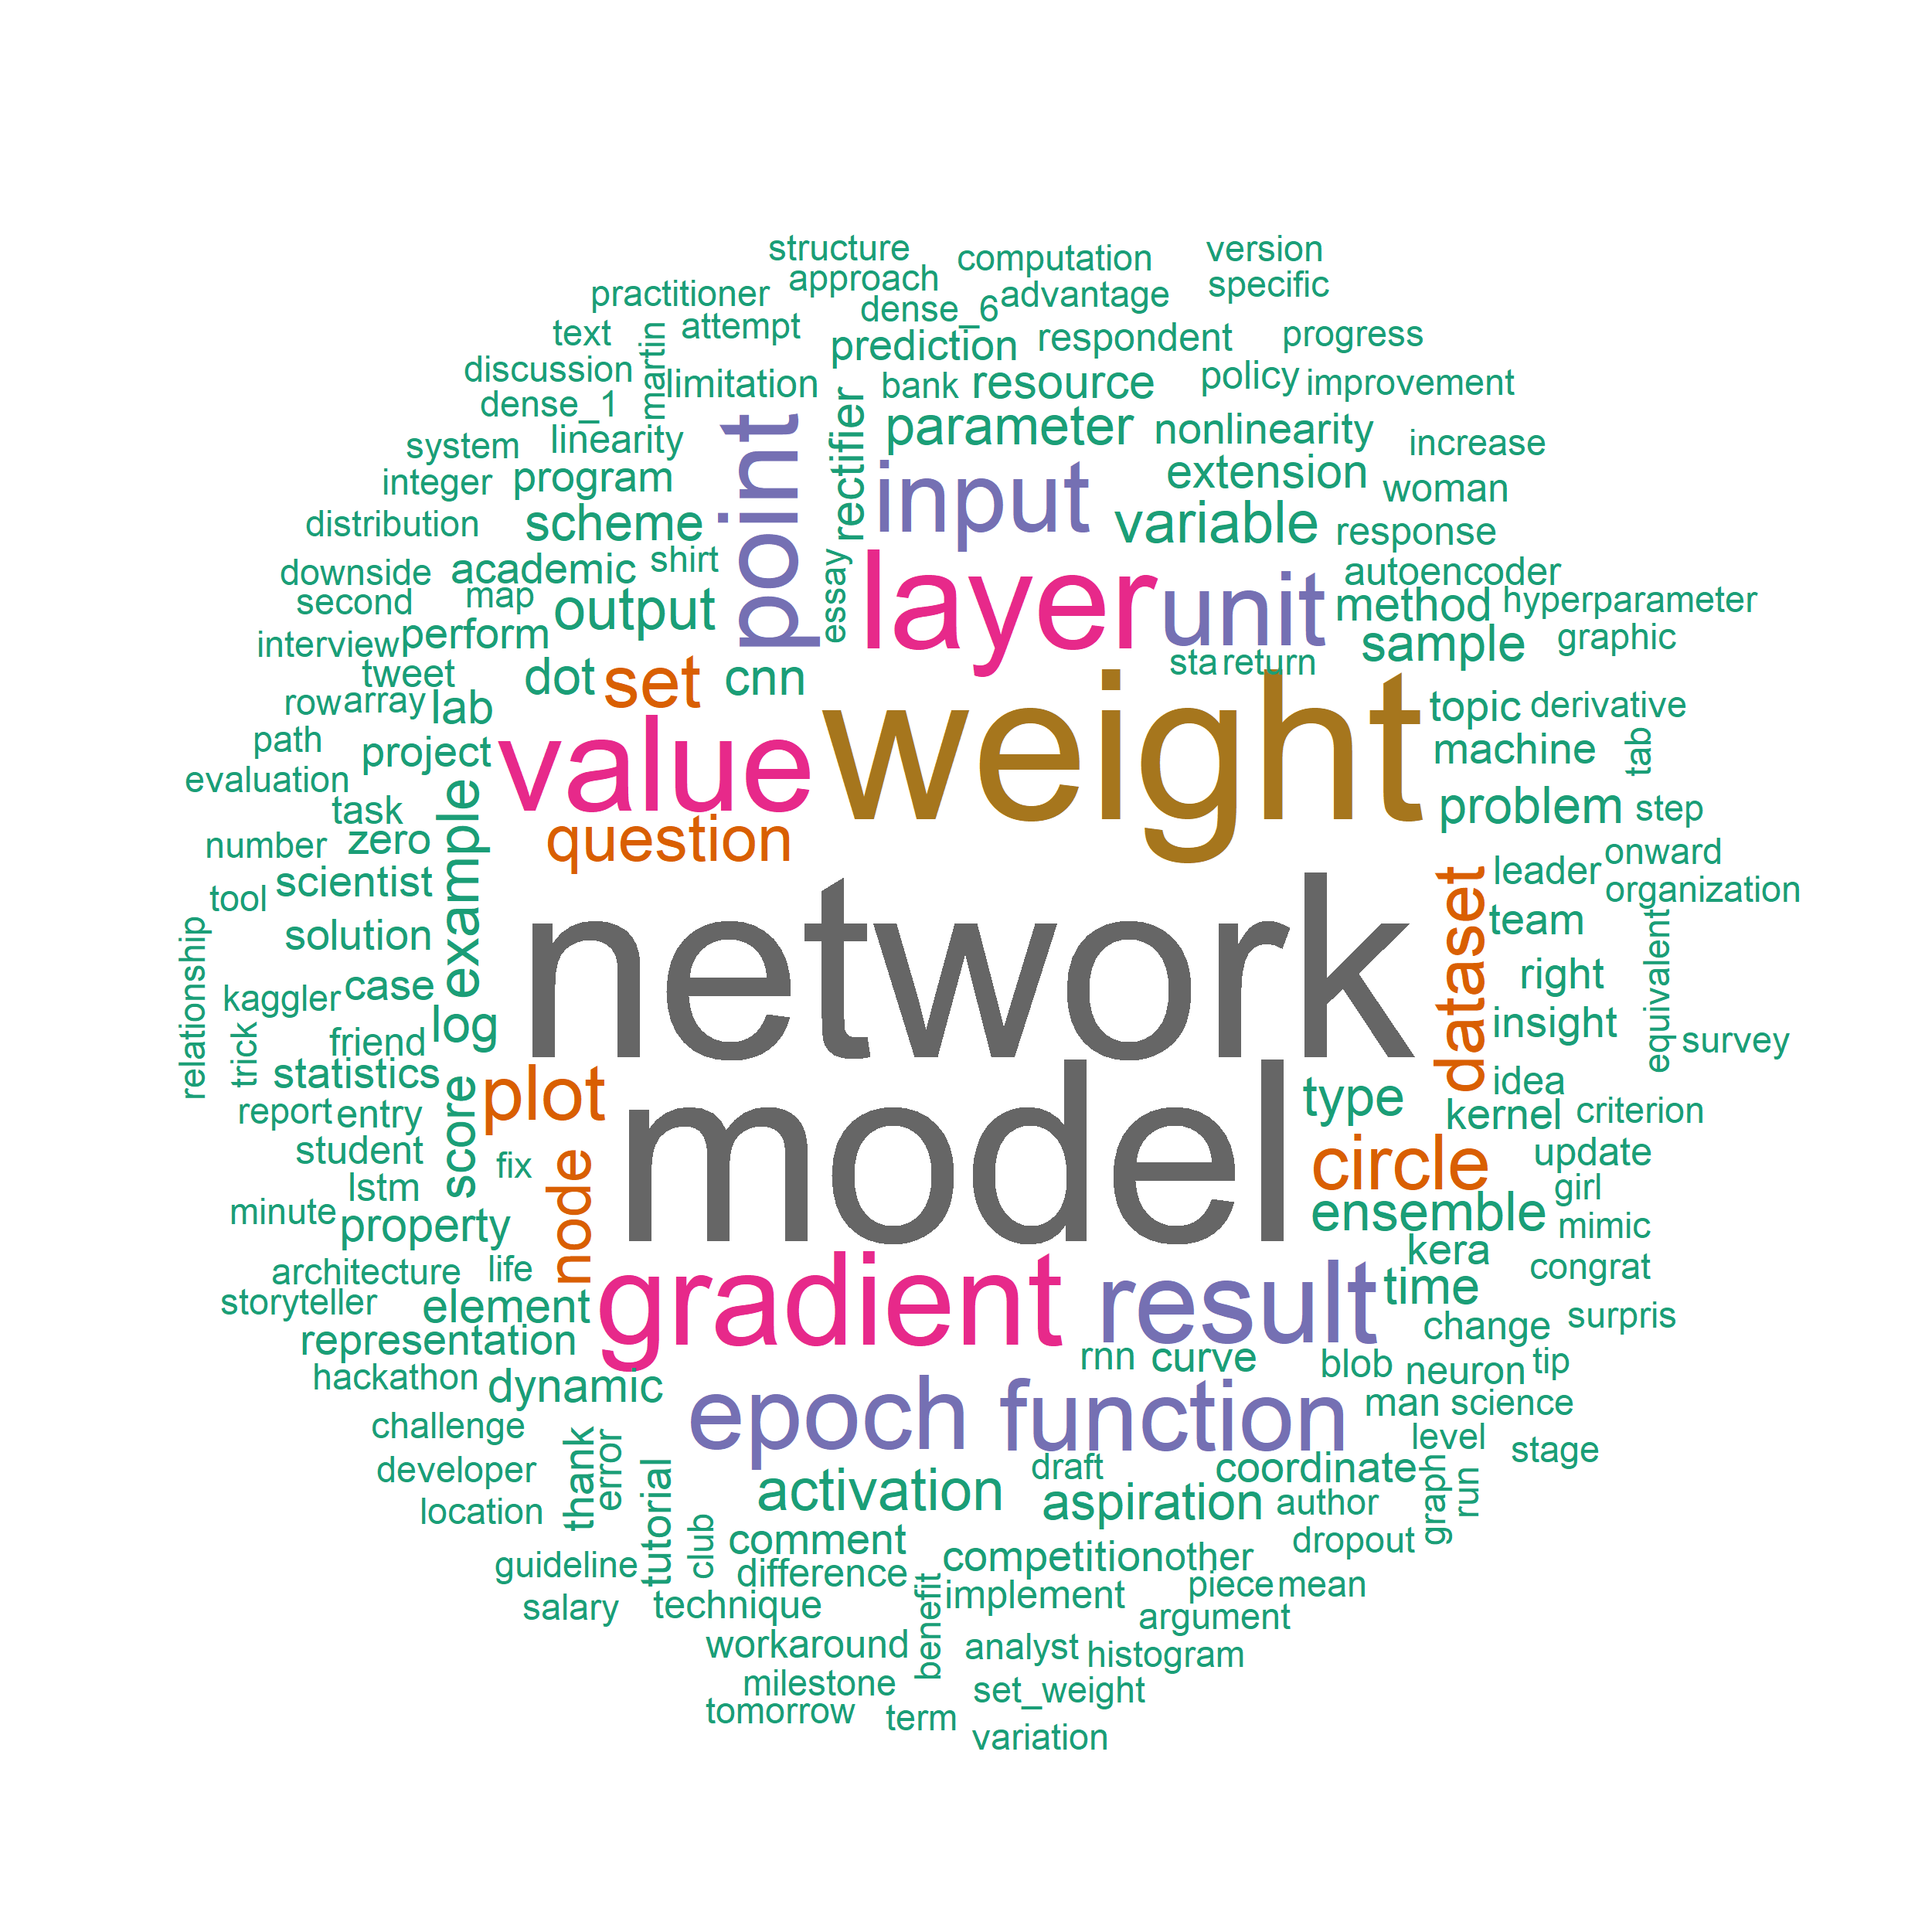 structure
computation
version
approach
specific
practitioner
dense_6
advantage
text
martin
attempt
prediction
respondent
progress
discussion
limitation
bank
resource
policy
improvement
dense_1
point
rectifier
parameter
nonlinearity
increase
system
linearity
integer
program
input
extension
woman
distribution
scheme
variable
response
downside
academic
shirt
essay
layer
unit
autoencoder
second
map
output
method
hyperparameter
interview
perform
sample
graphic
tweet
dot
set
cnn
sta
return
row
array
lab
value
weight
topic
derivative
path
project
machine
tab
evaluation
task
example
question
problem
step
number
zero
leader
onward
tool
scientist
network
dataset
organization
relationship
solution
team
equivalent
kaggler
case
right
trick
friend
log
insight
survey
statistics
score
plot
model
type
idea
report
entry
kernel
criterion
student
fix
node
circle
update
lstm
girl
minute
property
ensemble
mimic
architecture
life
kera
congrat
storyteller
element
gradient
result
time
surpris
representation
change
hackathon
dynamic
rnn
curve
blob
neuron
tip
challenge
epoch
function
man
science
thank
error
level
stage
developer
tutorial
draft
coordinate
graph
run
location
activation
aspiration
author
club
comment
dropout
guideline
difference
competition
other
salary
technique
benefit
implement
piece
mean
argument
workaround
analyst
histogram
milestone
set_weight
tomorrow
term
variation